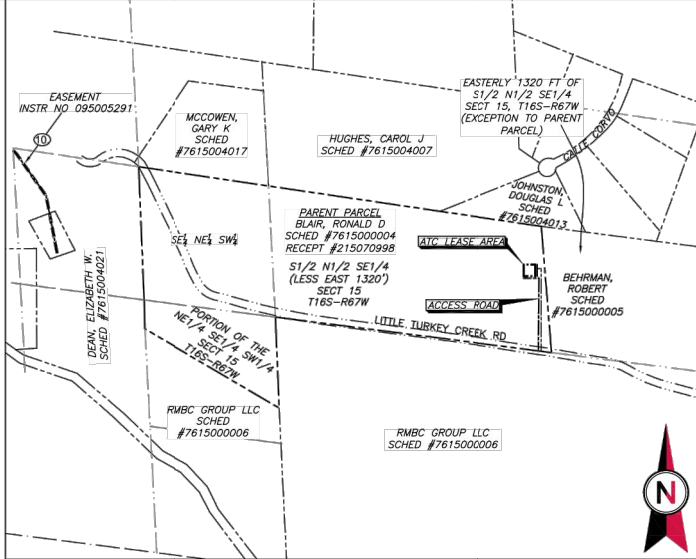 EASEMENT
INSTR NO 095005291
10
MCCOWEN,
GARY K
SCHED
#7615004017
HUGHES, CAROL J
SCHED #7615004007
EASTERLY 1320 FT OF
S1/2 N1/2 SE1/4
SECT 15, T16S-R67W
(EXCEPTION TO PARENT
PARCEL)
CALLE CORVO
JOHNSTON,
DOUGLAS L
SCHED
#7615004013
SE¼ NE¼ SW¼
PARENT PARCEL
BLAIR, RONALD D
SCHED #7615000004
RECEPT #215070998
S1/2 N1/2 SE1/4
(LESS EAST 1320')
SECT 15
T16S-R67W
ATC LEASE AREA
ACCESS ROAD
BEHRMAN,
ROBERT
SCHED
#7615000005
DEAN, ELIZABETH W.
SCHED #7615004021
PORTION OF THE
NE1/4 SE1/4 SW1/4
SECT 15
T16S-R67W
LITTLE TURKEY CREEK RD
RMBC GROUP LLC
SCHED
#7615000006
RMBC GROUP LLC
SCHED #7615000006
N